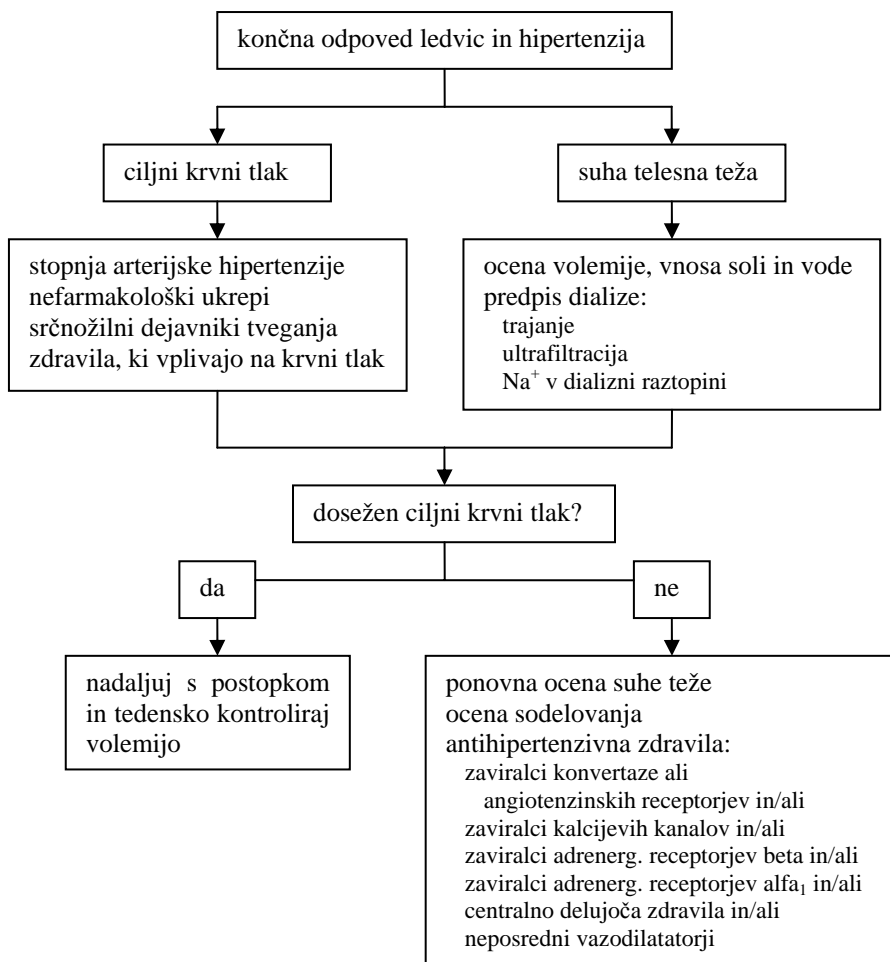 končna odpoved ledvic in hipertenzija
ciljni krvni tlak
suha telesna teža
stopnja arterijske hipertenzije
nefarmakološki ukrepi
srčnožilni dejavniki tveganja
zdravila, ki vplivajo na krvni tlak
ocena volemije, vnosa soli in vode
predpis dialize:
trajanje
ultrafiltracija
Na⁺ v dializni raztopini
dosežen ciljni krvni tlak?
da
ne
nadaljuj s postopkom
in tedensko kontroliraj
volemijo
ponovna ocena suhe teže
ocena sodelovanja
antihipertenzivna zdravila:
zaviralci konvertaze ali
angiotenzinskih receptorjev in/ali
zaviralci kalcijevih kanalov in/ali
zaviralci adrenerg. receptorjev beta in/ali
zaviralci adrenerg. receptorjev alfa₁ in/ali
centralno delujoča zdravila in/ali
neposredni vazodilatatorji